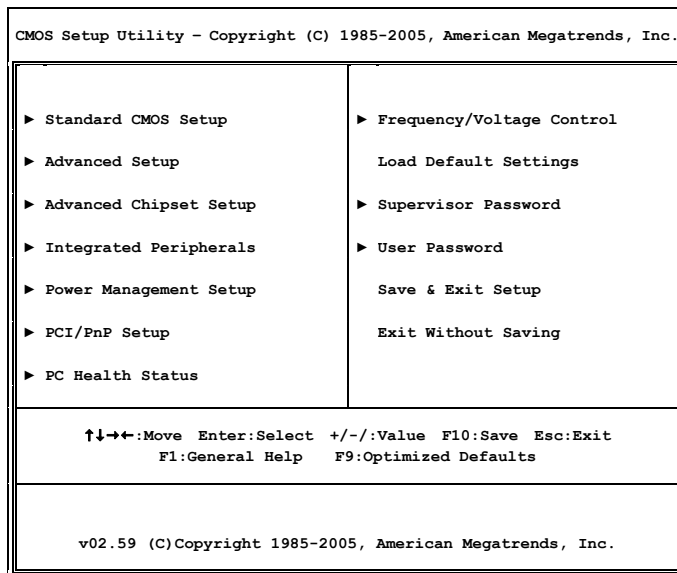 CMOS Setup Utility – Copyright (C) 1985-2005, American Megatrends, Inc.
► Standard CMOS Setup
► Advanced Setup
► Advanced Chipset Setup
► Integrated Peripherals
► Power Management Setup
► PCI/PnP Setup
► PC Health Status
► Frequency/Voltage Control
Load Default Settings
► Supervisor Password
► User Password
Save & Exit Setup
Exit Without Saving
↑↓→←:Move Enter:Select +/-/:Value F10:Save Esc:Exit
F1:General Help F9:Optimized Defaults
v02.59 (C)Copyright 1985-2005, American Megatrends, Inc.